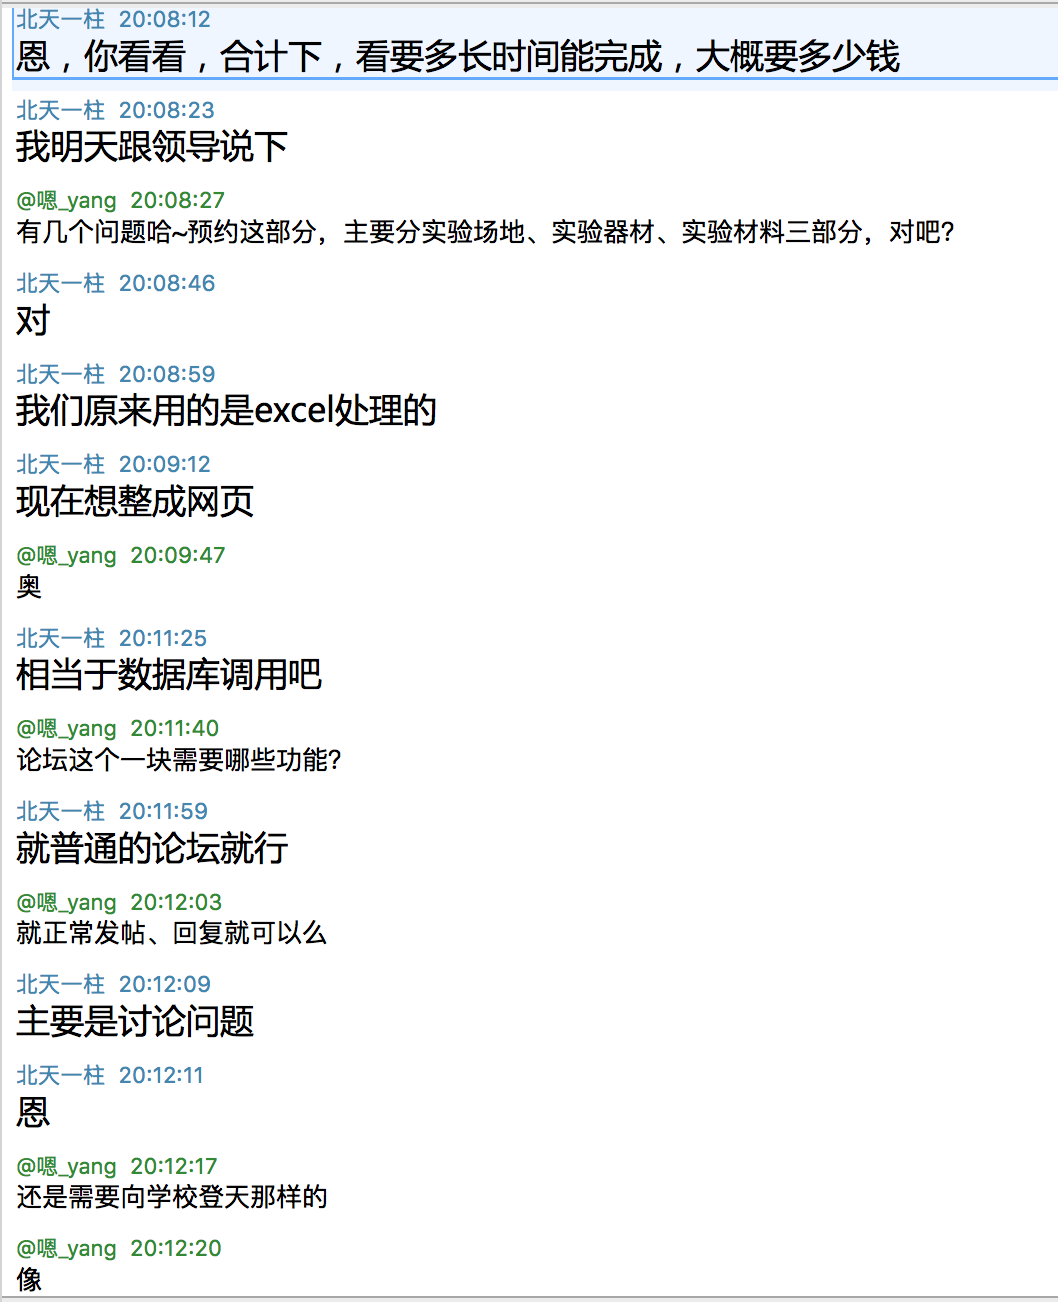 北天一柱 20:08:12
恩，你看看，合计下，看要多长时间能完成，大概要多少钱
北天一柱 20:08:23
我明天跟领导说下
@嗯_yang 20:08:27
有几个问题哈~预约这部分，主要分实验场地、实验器材、实验材料三部分，对吧?
北天一柱 20:08:46
对
北天一柱 20:08:59
我们原来用的是excel处理的
北天一柱 20:09:12
现在想整成网页
@嗯_yang 20:09:47
奥
北天一柱 20:11:25
相当于数据库调用吧
@嗯_yang 20:11:40
论坛这个一块需要哪些功能?
北天一柱 20:11:59
就普通的论坛就行
@嗯_yang 20:12:03
就正常发帖、回复就可以么
北天一柱 20:12:09
主要是讨论问题
北天一柱 20:12:11
恩
@嗯_yang 20:12:17
还是需要向学校登天那样的
@嗯_yang 20:12:20
像